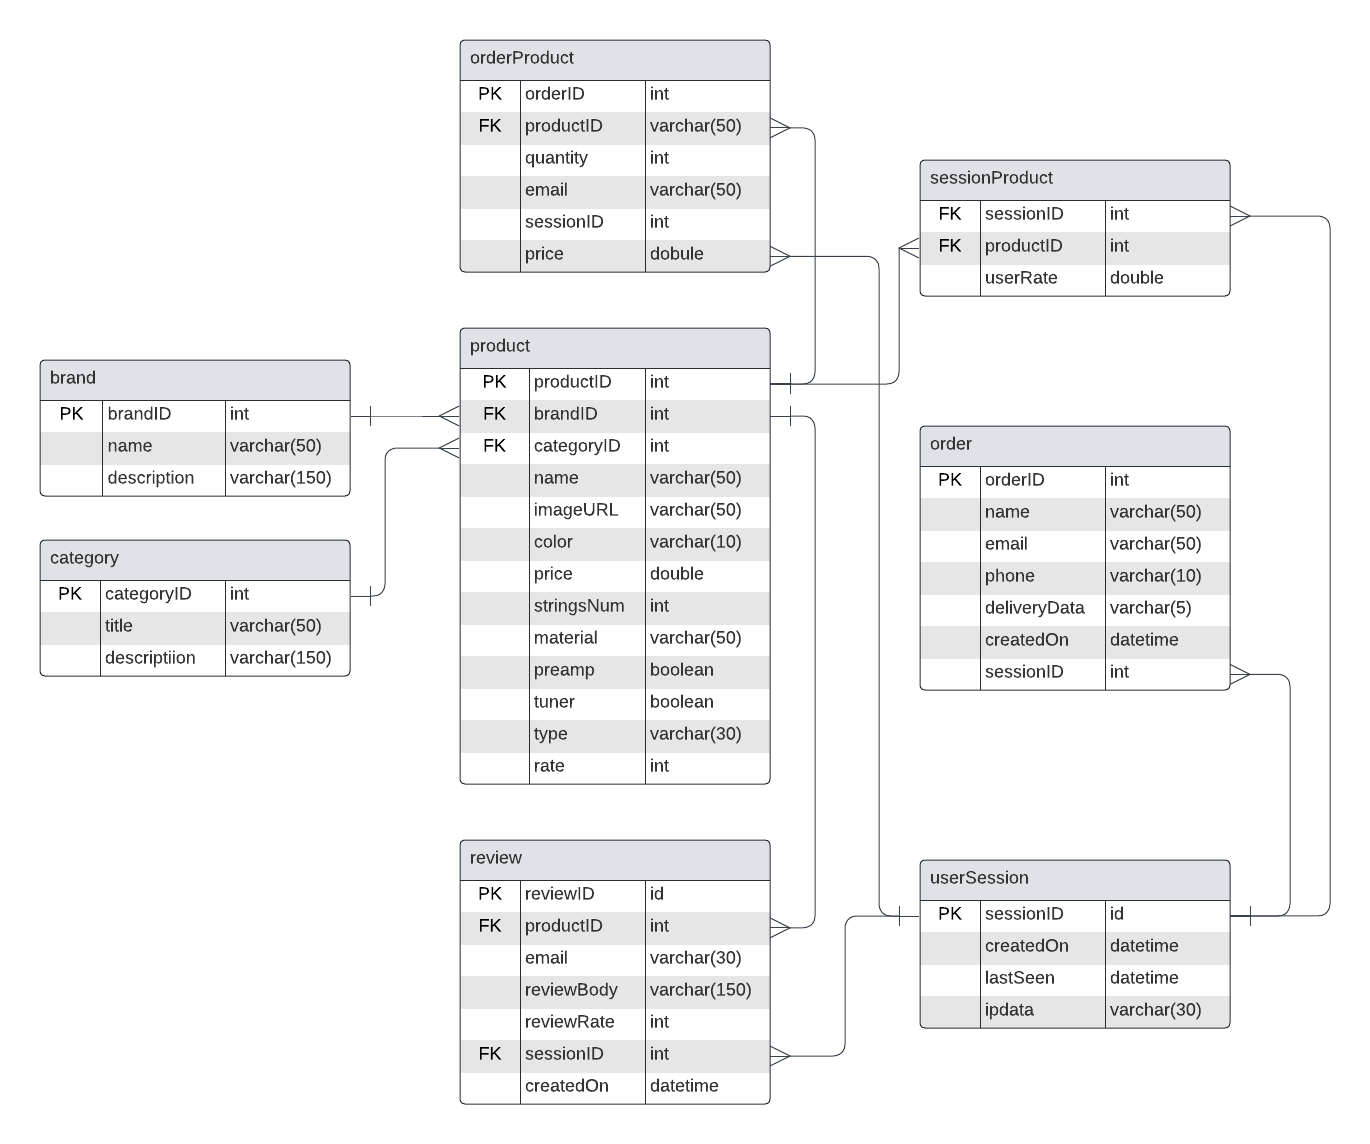 orderProduct
PK orderID int
FK productID varchar(50)
quantity int
email varchar(50)
sessionID int
price dobule
sessionProduct
FK sessionID int
FK productID int
userRate double
product
PK productID int
FK brandID int
FK categoryID int
name varchar(50)
imageURL varchar(50)
color varchar(10)
price double
stringsNum int
material varchar(50)
preamp boolean
tuner boolean
type varchar(30)
rate int
brand
PK brandID int
name varchar(50)
description varchar(150)
category
PK categoryID int
title varchar(50)
descriptiion varchar(150)
order
PK orderID int
name varchar(50)
email varchar(50)
phone varchar(10)
deliveryData varchar(5)
createdOn datetime
sessionID int
review
PK reviewID id
FK productID int
email varchar(30)
reviewBody varchar(150)
reviewRate int
FK sessionID int
createdOn datetime
userSession
PK sessionID id
createdOn datetime
lastSeen datetime
ipdata varchar(30)